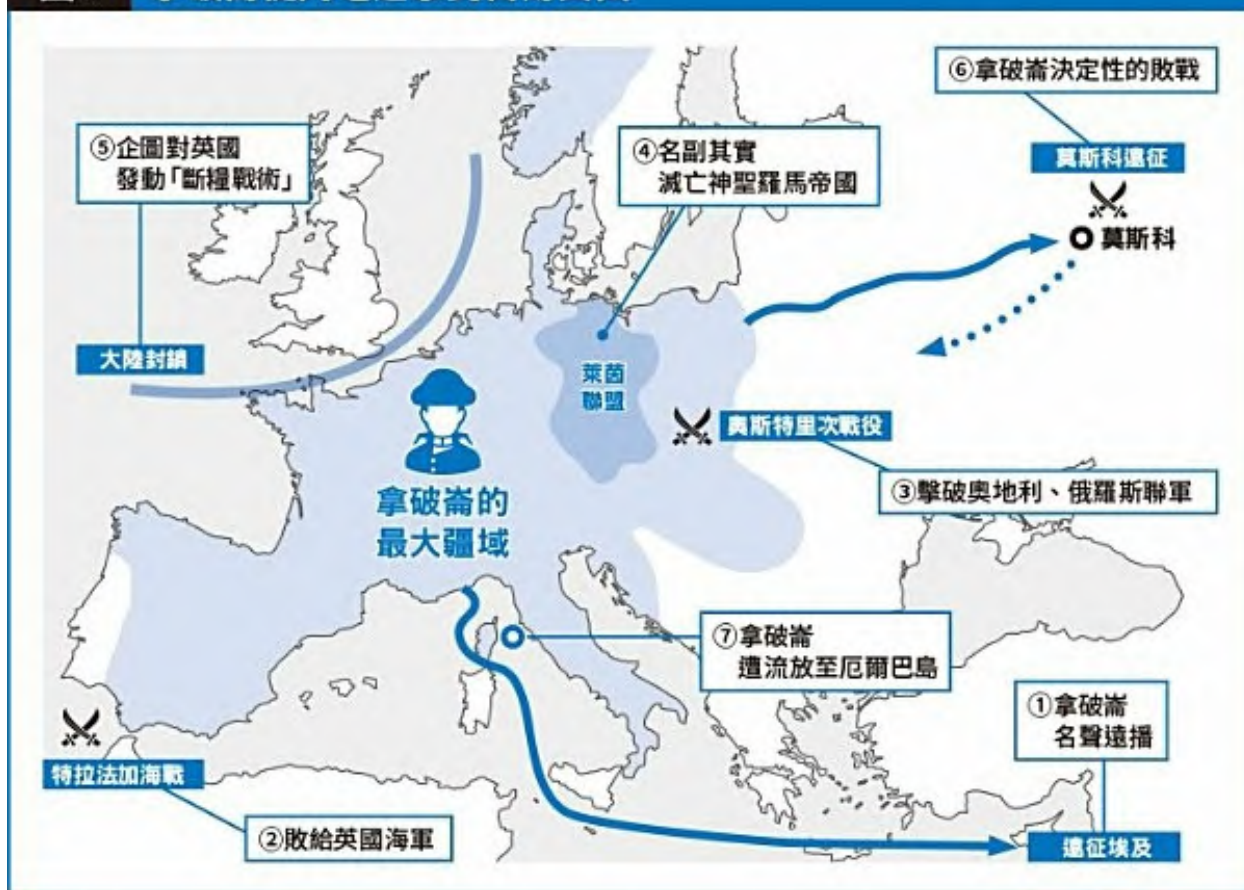 ⑥拿破崙決定性的敗戰
莫斯科遠征
莫斯科
⑤企圖對英國
發動「斷糧戰術」
大陸封鎖
④名副其實
滅亡神聖羅馬帝國
萊茵
聯盟
拿破崙的
最大疆域
奧斯特里次戰役
③擊破奧地利、俄羅斯聯軍
⑦拿破崙
遭流放至厄爾巴島
①拿破崙
名聲遠播
遠征埃及
特拉法加海戰
②敗給英國海軍